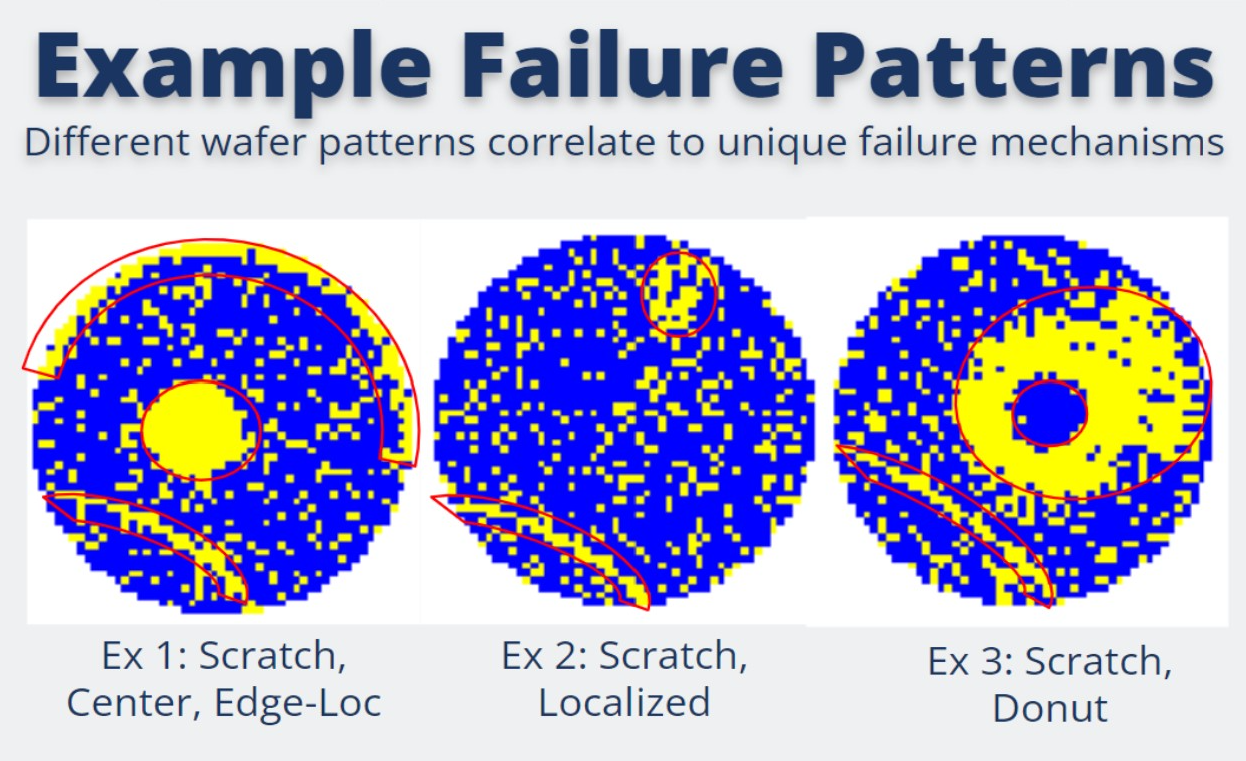 Example Failure Patterns
Different wafer patterns correlate to unique failure mechanisms
Ex 1: Scratch,
Center, Edge-Loc
Ex 2: Scratch,
Localized
Ex 3: Scratch,
Donut